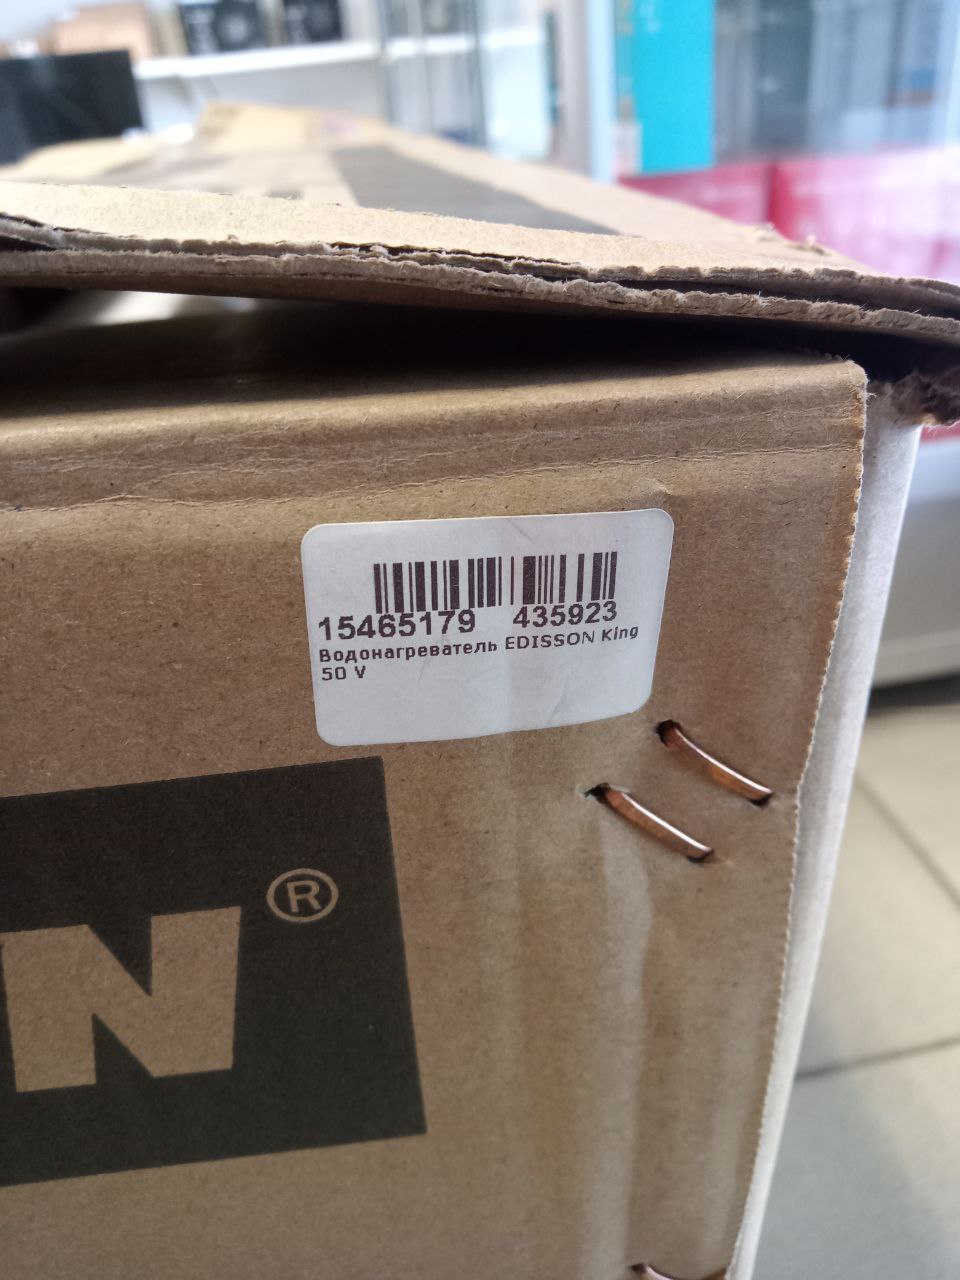 15465179 435923
Водонагреватель EDISSON King
50 V
N®